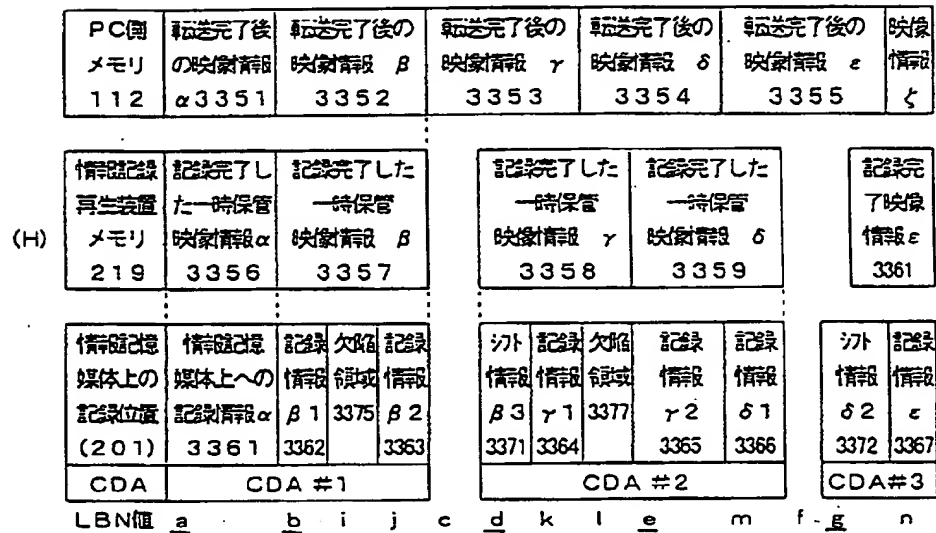 PC側 転送完了後 転送完了後の 転送完了後の 転送完了後の 転送完了後の 映像
メモリ の映像情報 映像情報 β 映像情報 γ 映像情報 δ 映像情報 ε 情報
112 α3351 3352 3353 3354 3355 ζ
情報記録 記録完了し 記録完了した 記録完了した 記録完了した 記録完
再生装置 た一時保管 一時保管 一時保管 一時保管 了映像
(H) メモリ 映像情報α 映像情報 β 映像情報 γ 映像情報 δ 情報ε
219 3356 3357 3358 3359 3361
情報記憶 情報記憶 記録 欠陥 記録 シフト 記録 欠陥 記録 記録 シフト 記録
媒体上の 媒体上への 情報 領域 情報 情報 情報 領域 情報 情報 情報 情報
記録位置 記録情報α β1 3375 β2 β3 γ1 3377 γ2 δ1 δ2 ε
(201) 3361 3362 3363 3371 3364 3365 3366 3372 3367
CDA CDA #1 CDA #2 CDA#3
LBN値 a b i j c d k l e m f g n